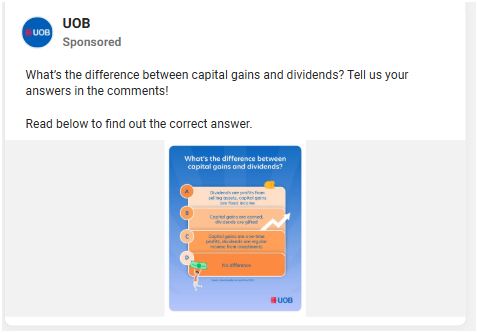 UOB
UOB
Sponsored
What's the difference between capital gains and dividends? Tell us your
answers in the comments!
Read below to find out the correct answer.
What's the difference between
capital gains and dividends?
A
Dividends are profits from
selling assets, capital gains
are fixed income
B
Capital gains are earned,
dividends are gifted
C
Capital gains are one-time
profits, dividends are regular
income from investments
D
No difference
UOB